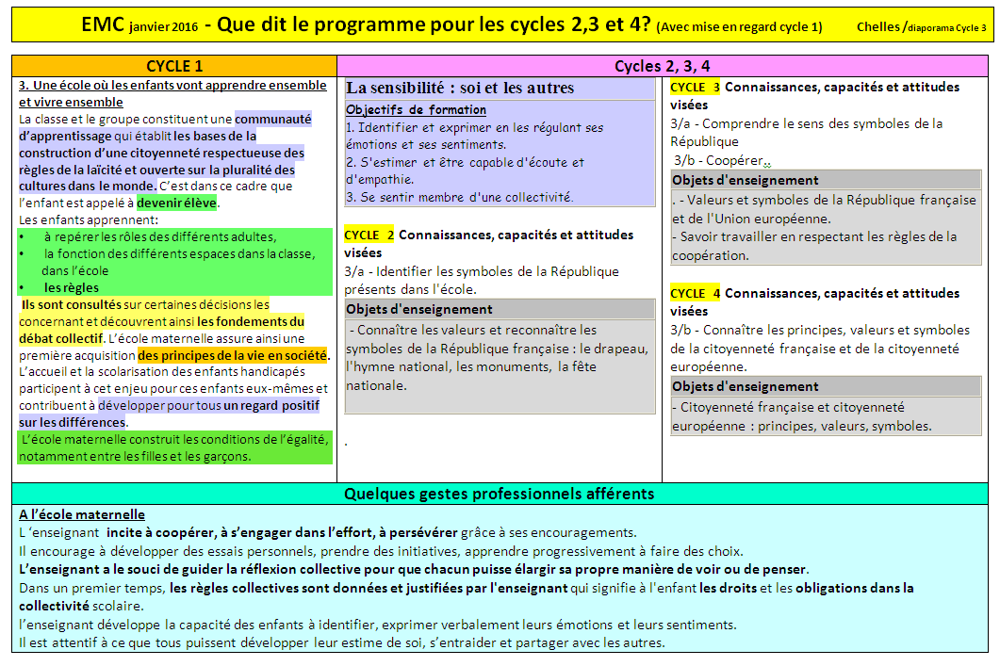 EMC janvier 2016 - Que dit le programme pour les cycles 2,3 et 4? (Avec mise en regard cycle 1) Chelles /diaporama Cycle 3
CYCLE 1
3. Une école où les enfants vont apprendre ensemble
et vivre ensemble
La classe et le groupe constituent une communauté
d'apprentissage qui établit les bases de la
construction d'une citoyenneté respectueuse des
règles de la laïcité et ouverte sur la pluralité des
cultures dans le monde. C'est dans ce cadre que
l'enfant est appelé à devenir élève.
Les enfants apprennent:
• à repérer les rôles des différents adultes,
• la fonction des différents espaces dans la classe,
dans l'école
• les règles
Ils sont consultés sur certaines décisions les
concernant et découvrent ainsi les fondements du
débat collectif. L'école maternelle assure ainsi une
première acquisition des principes de la vie en société.
L'accueil et la scolarisation des enfants handicapés
participent à cet enjeu pour ces enfants eux-mêmes et
contribuent à développer pour tous un regard positif
sur les différences.
L'école maternelle construit les conditions de l'égalité,
notamment entre les filles et les garçons.
Cycles 2, 3, 4
La sensibilité : soi et les autres
Objectifs de formation
1. Identifier et exprimer en les régulant ses
émotions et ses sentiments.
2. S'estimer et être capable d'écoute et
d'empathie.
3. Se sentir membre d'une collectivité.
CYCLE 2 Connaissances, capacités et attitudes
visées
3/a - Identifier les symboles de la République
présents dans l'école.
Objets d'enseignement
- Connaître les valeurs et reconnaître les
symboles de la République française : le drapeau,
l'hymne national, les monuments, la fête
nationale.
.
CYCLE 3 Connaissances, capacités et attitudes
visées
3/a - Comprendre le sens des symboles de la
République
3/b - Coopérer..
Objets d'enseignement
. - Valeurs et symboles de la République française
et de l'Union européenne.
- Savoir travailler en respectant les règles de la
coopération.
CYCLE 4 Connaissances, capacités et attitudes
visées
3/b - Connaître les principes, valeurs et symboles
de la citoyenneté française et de la citoyenneté
européenne.
Objets d'enseignement
- Citoyenneté française et citoyenneté
européenne : principes, valeurs, symboles.
Quelques gestes professionnels afférents
A l'école maternelle
L 'enseignant incite à coopérer, à s'engager dans l'effort, à persévérer grâce à ses encouragements.
Il encourage à développer des essais personnels, prendre des initiatives, apprendre progressivement à faire des choix.
L'enseignant a le souci de guider la réflexion collective pour que chacun puisse élargir sa propre manière de voir ou de penser.
Dans un premier temps, les règles collectives sont données et justifiées par l'enseignant qui signifie à l'enfant les droits et les obligations dans la
collectivité scolaire.
l'enseignant développe la capacité des enfants à identifier, exprimer verbalement leurs émotions et leurs sentiments.
Il est attentif à ce que tous puissent développer leur estime de soi, s'entraider et partager avec les autres.